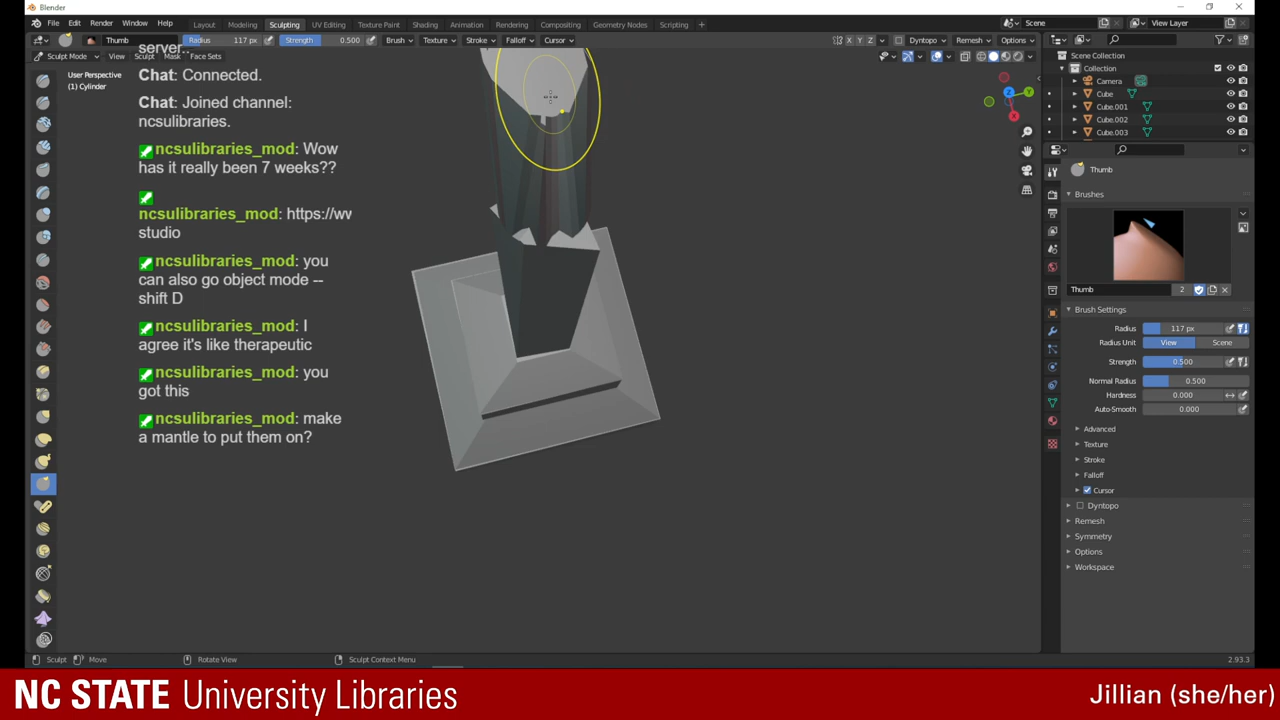 Blender
File Edit Render Window Help
Layout Modeling Sculpting UV Editing Texture Paint Shading Animation Rendering Compositing Geometry Nodes Scripting +
Scene
View Layer
Thumb Radius 117 px Strength 0.500 Brush Texture Stroke Falloff Cursor
X Y Z Dyntopo Remesh Options
Sculpt Mode View Sculpt Mask Face Sets
User Perspective
(1) Cylinder
server..
Chat: Connected.
Chat: Joined channel:
ncsulibraries.
ncsulibraries_mod: Wow
has it really been 7 weeks??
ncsulibraries_mod: https://ww
studio
ncsulibraries_mod: you
can also go object mode --
shift D
ncsulibraries_mod: I
agree it's like therapeutic
ncsulibraries_mod: you
got this
ncsulibraries_mod: make
a mantle to put them on?
Scene Collection
Collection
Camera
Cube
Cube.001
Cube.002
Cube.003
Thumb
Brushes
Thumb 2
Brush Settings
Radius 117 px
Radius Unit View Scene
Strength 0.500
Normal Radius 0.500
Hardness 0.000
Auto-Smooth 0.000
Advanced
Texture
Stroke
Falloff
Cursor
Dyntopo
Remesh
Symmetry
Options
Workspace
Sculpt Move Rotate View Sculpt Context Menu 2.93.3
NC STATE University Libraries
Jillian (she/her)